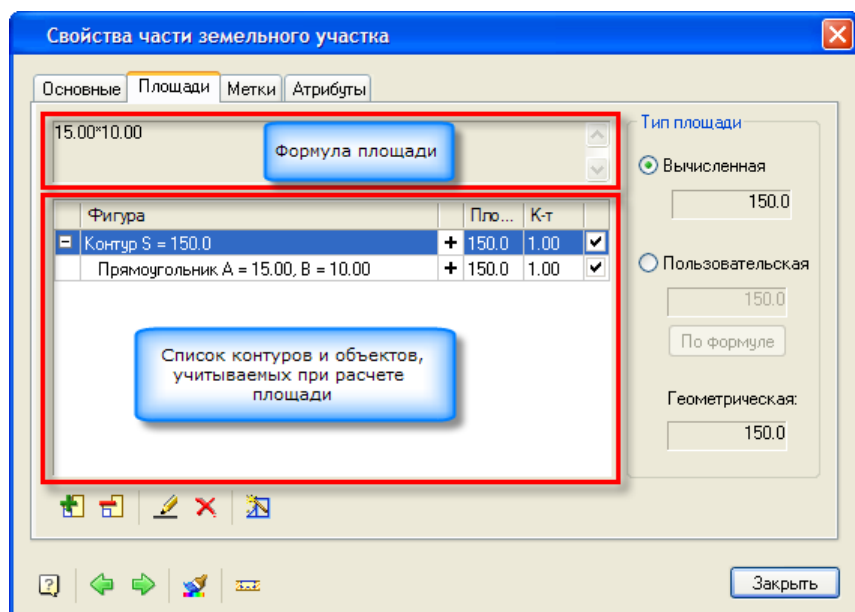 Свойства части земельного участка
Основные Площади Метки Атрибуты
15.00*10.00
Формула площади
Фигура Пло... К-т
Контур S = 150.0 + 150.0 1.00
Прямоугольник A = 15.00, B = 10.00 + 150.0 1.00
Список контуров и объектов,
учитываемых при расчете
площади
Тип площади
Вычисленная
150.0
Пользовательская
150.0
По формуле
Геометрическая:
150.0
Закрыть